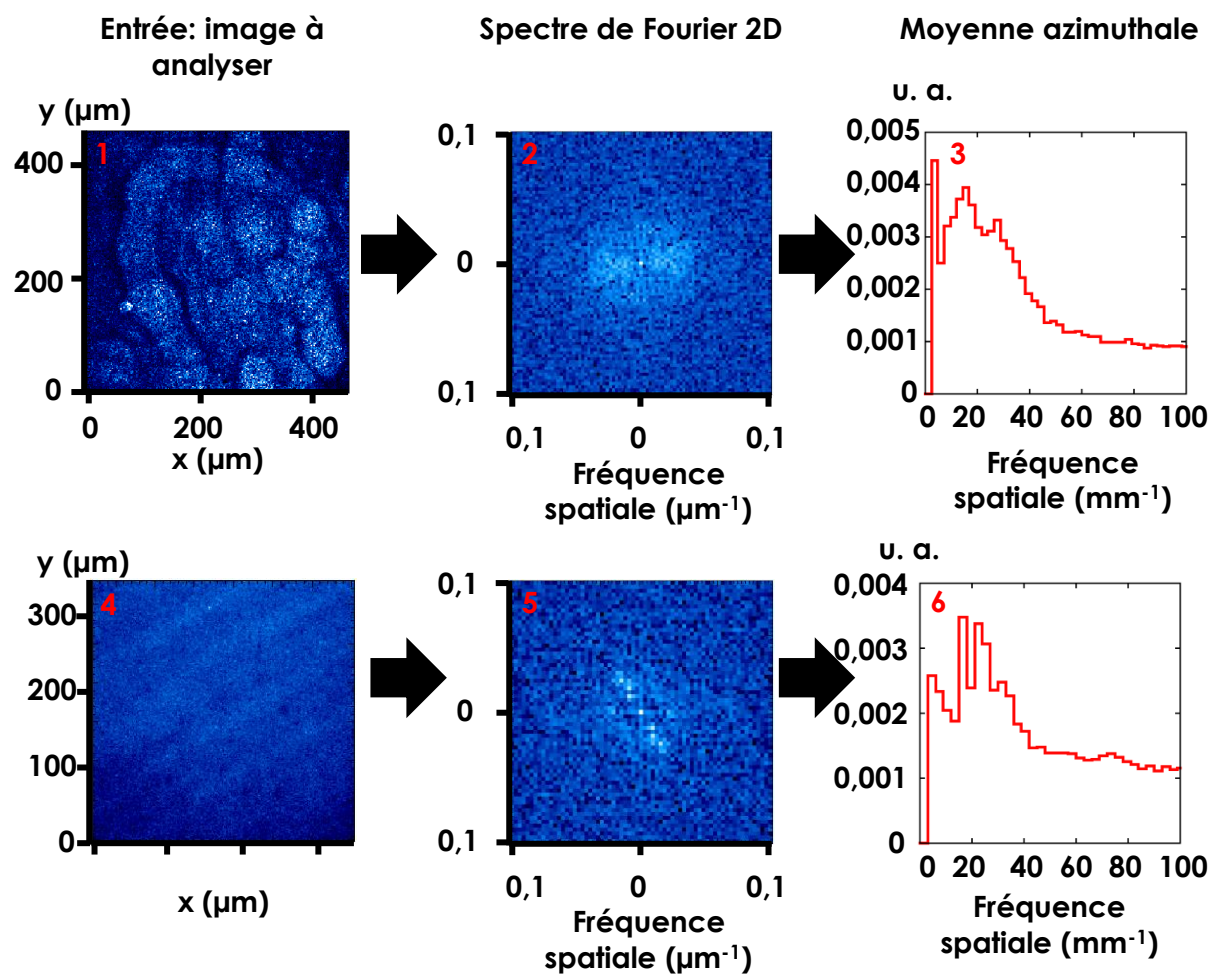 Entrée: image à
analyser
Spectre de Fourier 2D
Moyenne azimuthale
y (µm)
400
200
0
1
0 200 400
x (µm)
0,1
0
0,1
2
0,1 0 0,1
Fréquence
spatiale (µm-1)
u. a.
0,005
0,004
0,003
0,002
0,001
0
3
0 20 40 60 80 100
Fréquence
spatiale (mm-1)
y (µm)
300
200
100
0
4
x (µm)
0,1
0
0,1
5
0,1 0 0,1
Fréquence
spatiale (µm-1)
u. a.
0,004
0,003
0,002
0,001
0
6
0 20 40 60 80 100
Fréquence
spatiale (mm-1)